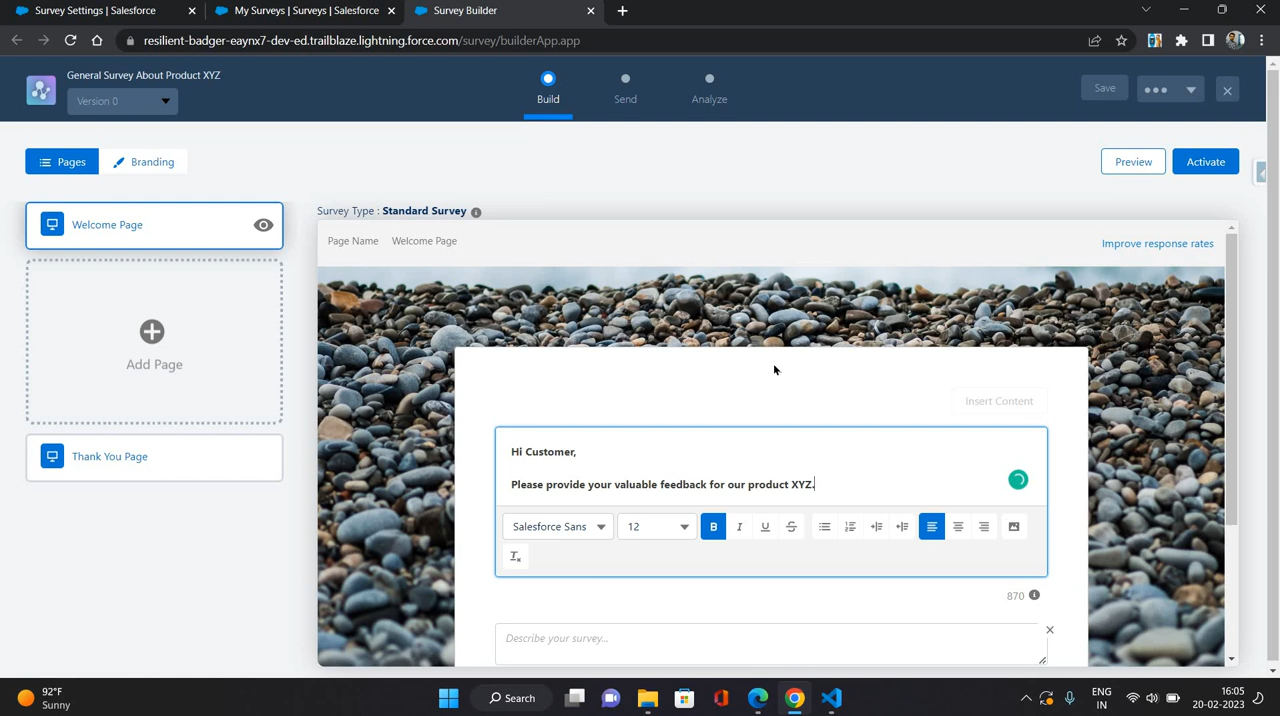 Survey Settings | Salesforce
My Surveys | Surveys | Salesforce
Survey Builder
resilient-badger-eaynx7-dev-ed.trailblaze.lightning.force.com/survey/builderApp.app
General Survey About Product XYZ
Version 0
Build
Send
Analyze
Save
Pages
Branding
Preview
Activate
Welcome Page
Survey Type : Standard Survey
Page Name Welcome Page
Improve response rates
Add Page
Insert Content
Hi Customer,
Please provide your valuable feedback for our product XYZ.
Thank You Page
Salesforce Sans
12
B
I
U
S
870
Describe your survey...
92°F
Sunny
Search
ENG
IN
16:05
20-02-2023